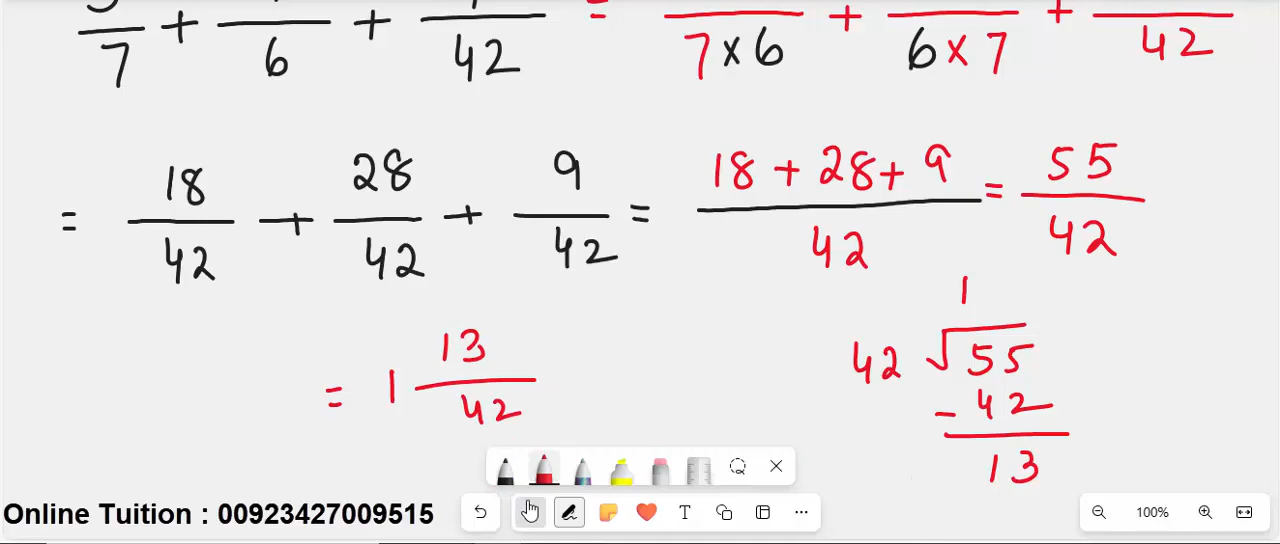 /7 + /6 + /42 = /7×6 + /6×7 + /42
= 18/42 + 28/42 + 9/42 = 18 + 28 + 9/42 = 55/42
= 1 13/42
1
42 √55
- 42
13
Online Tuition : 00923427009515
T
...
100%